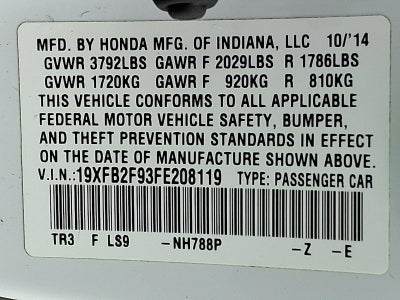 MFD. BY HONDA MFG. OF INDIANA, LLC 10/'14
GVWR 3792LBS GAWR F 2029LBS R 1786LBS
GVWR 1720KG GAWR F 920KG R 810KG
THIS VEHICLE CONFORMS TO ALL APPLICABLE
FEDERAL MOTOR VEHICLE SAFETY, BUMPER,
AND THEFT PREVENTION STANDARDS IN EFFECT
ON THE DATE OF MANUFACTURE SHOWN ABOVE.
V.I.N.: 19XFB2F93FE208119 TYPE: PASSENGER CAR
TR3 F LS9 -NH788P -Z -E